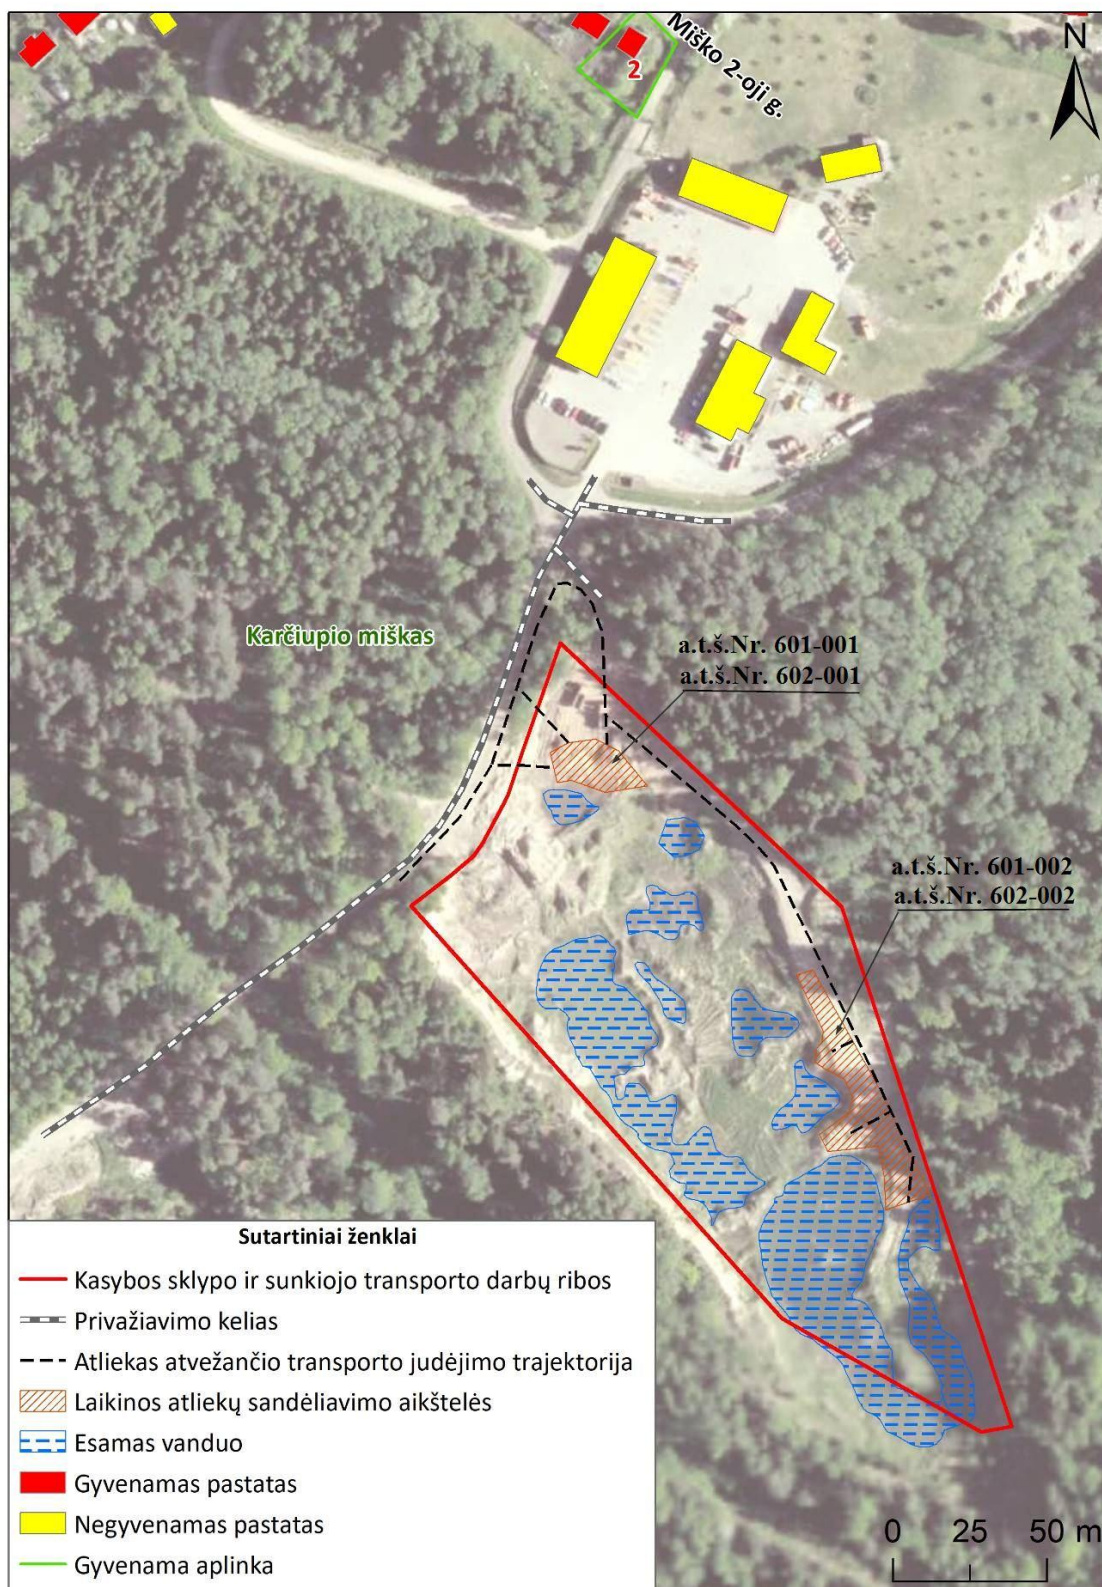 N
Miško 2-oji g.
2
Karčiupio miškas
a.t.š.Nr. 601-001
a.t.š.Nr. 602-001
a.t.š.Nr. 601-002
a.t.š.Nr. 602-002
Sutartiniai ženklai
Kasybos sklypo ir sunkiojo transporto darbų ribos
Privažiavimo kelias
Atliekas atvežančio transporto judėjimo trajektorija
Laikinos atliekų sandėliavimo aikštelės
Esamas vanduo
Gyvenamas pastatas
Negyvenamas pastatas
Gyvenama aplinka
0 25 50 m